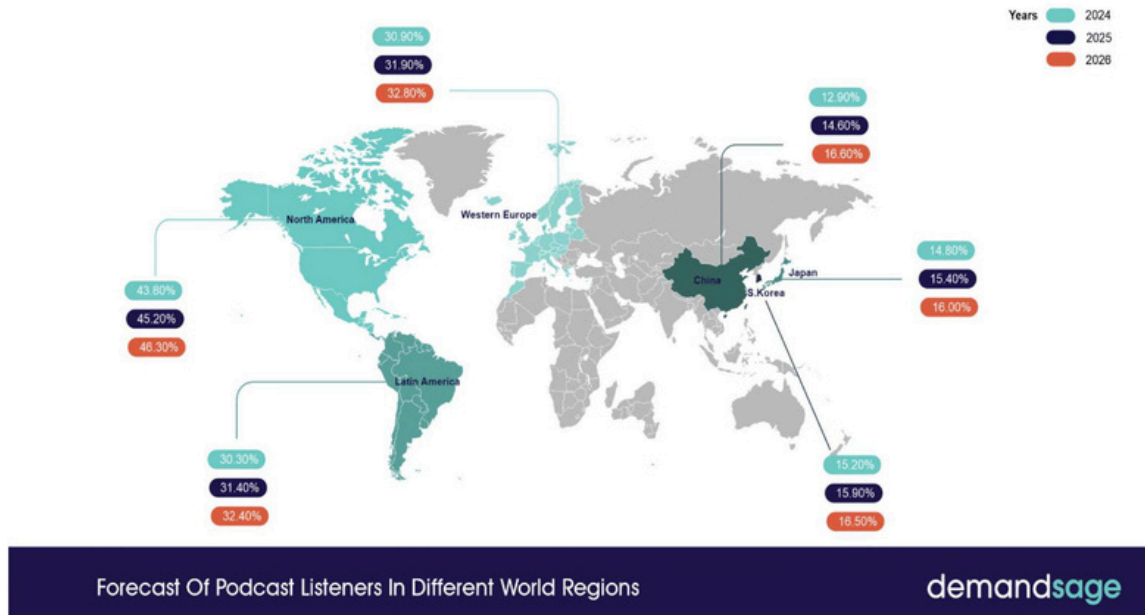 Years 2024
2025
2026
30.90%
31.90%
32.80%
12.90%
14.60%
16.60%
Western Europe
North America
China
Japan
S.Korea
14.80%
15.40%
16.00%
43.80%
45.20%
46.30%
Latin America
30.30%
31.40%
32.40%
15.20%
15.90%
16.50%
Forecast Of Podcast Listeners In Different World Regions
demandsage